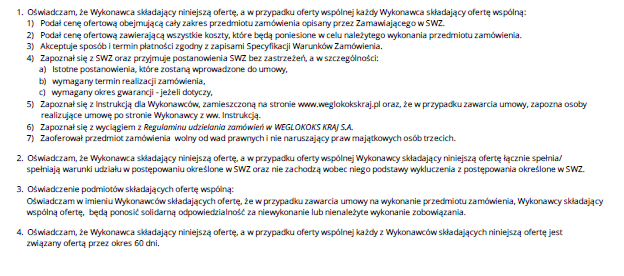 1. Oświadczam, że Wykonawca składający niniejszą ofertę, a w przypadku oferty wspólnej każdy Wykonawca składający ofertę wspólną:
1) Podał cenę ofertową obejmującą cały zakres przedmiotu zamówienia opisany przez Zamawiającego w SWZ.
2) Podał cenę ofertową zawierającą wszystkie koszty, które będą poniesione w celu należytego wykonania przedmiotu zamówienia.
3) Akceptuje sposób i termin płatności zgodny z zapisami Specyfikacji Warunków Zamówienia.
4) Zapoznał się z SWZ oraz przyjmuje postanowienia SWZ bez zastrzeżeń, a w szczególności:
a) Istotne postanowienia, które zostaną wprowadzone do umowy,
b) wymagany termin realizacji zamówienia,
c) wymagany okres gwarancji - jeżeli dotyczy,
5) Zapoznał się z Instrukcją dla Wykonawców, zamieszczoną na stronie www.weglokokskraj.pl oraz, że w przypadku zawarcia umowy, zapozna osoby
realizujące umowę po stronie Wykonawcy z ww. Instrukcją.
6) Zapoznał się z wyciągiem z Regulaminu udzielania zamówień w WĘGLOKOKS KRAJ S.A.
7) Zaoferował przedmiot zamówienia wolny od wad prawnych i nie naruszający praw majątkowych osób trzecich.
2. Oświadczam, że Wykonawca składający niniejszą ofertę, a w przypadku oferty wspólnej Wykonawcy składający niniejszą ofertę łącznie spełnia/
spełniają warunki udziału w postępowaniu określone w SWZ oraz nie zachodzą wobec niego podstawy wykluczenia z postępowania określone w SWZ.
3. Oświadczenie podmiotów składających ofertę wspólną:
Oświadczam w imieniu Wykonawców składających ofertę, że w przypadku zawarcia umowy na wykonanie przedmiotu zamówienia, Wykonawcy składający
wspólną ofertę, będą ponosić solidarną odpowiedzialność za niewykonanie lub nienależyte wykonanie zobowiązania.
4. Oświadczam, że Wykonawca składający niniejszą ofertę, a w przypadku oferty wspólnej każdy z Wykonawców składających niniejszą ofertę jest
związany ofertą przez okres 60 dni.